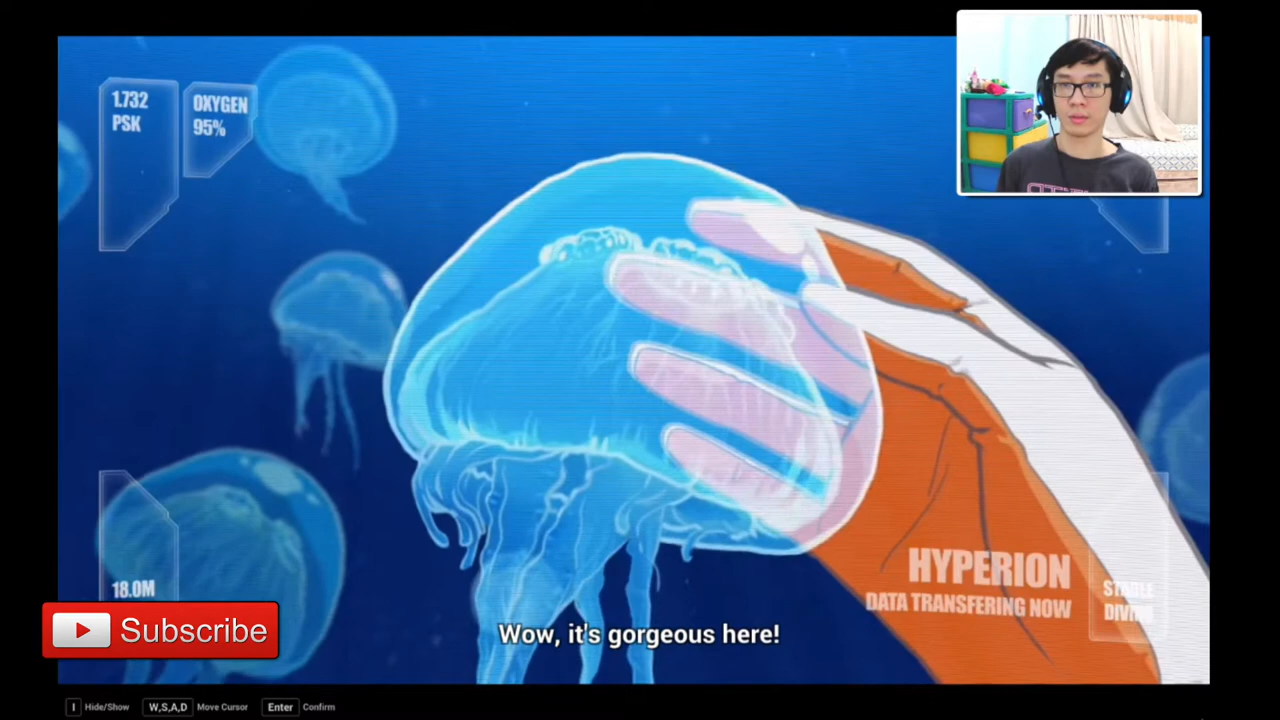 1.732
PSK
OXYGEN
95%
18.0M
HYPERION
DATA TRANSFERING NOW
STABLE
Subscribe
Wow, it's gorgeous here!
I Hide/Show W,S,A,D Move Cursor Enter Confirm